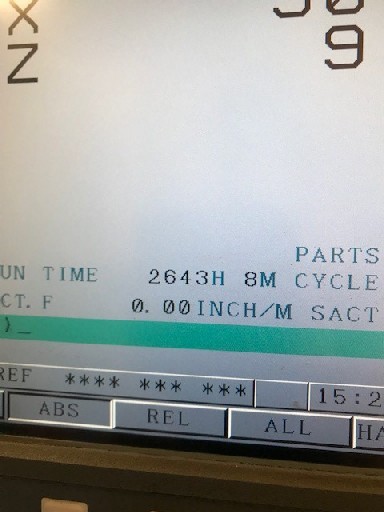 X
Z 9
PARTS
UN TIME 2643H 8M CYCLE
CT. F 0. 00INCH/M SACT
)_
REF **** *** *** 15:2
ABS REL ALL HA